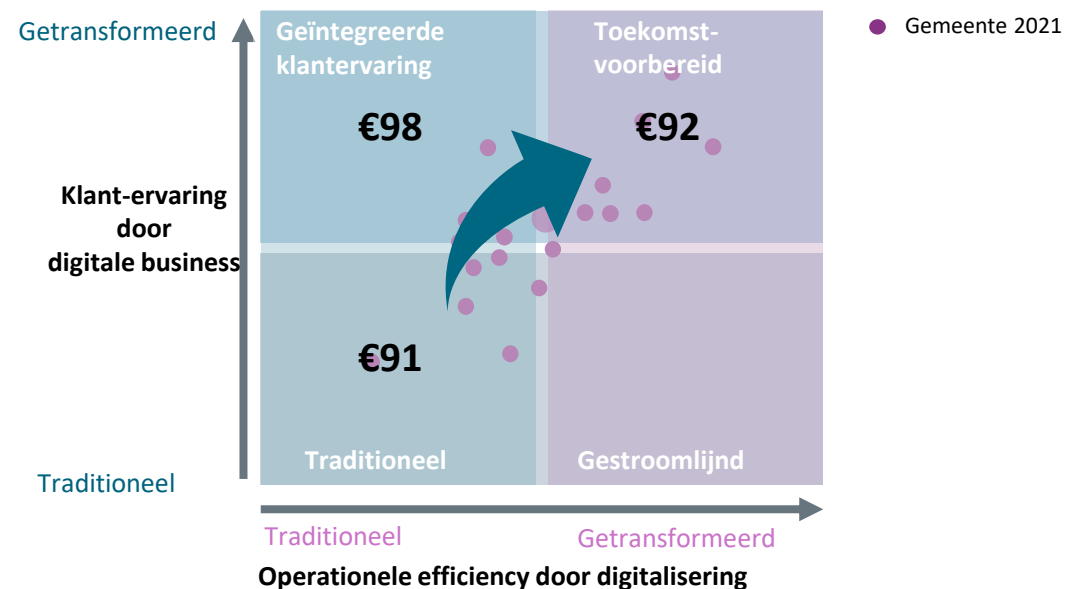 Getransformeerd
Geïntegreerde
klantervaring
Toekomst-
voorbereid
Gemeente 2021
€98
€92
Klant-ervaring
door
digitale business
€91
Traditioneel
Gestroomlijnd
Traditioneel
Traditioneel
Getransformeerd
Operationele efficiency door digitalisering